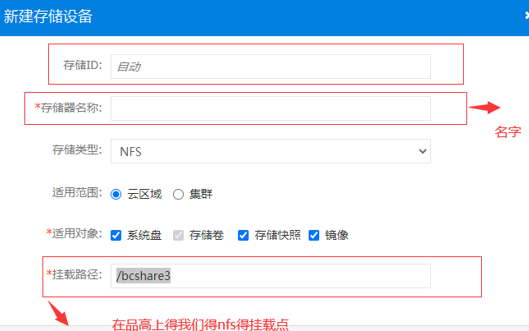 新建存储设备
存储ID: 自动
*存储器名称:
名字
存储类型: NFS
适用范围: 云区域 集群
*适用对象: 系统盘 存储卷 存储快照 镜像
*挂载路径: /bcshare3
在品高上得我们得nfs得挂载点